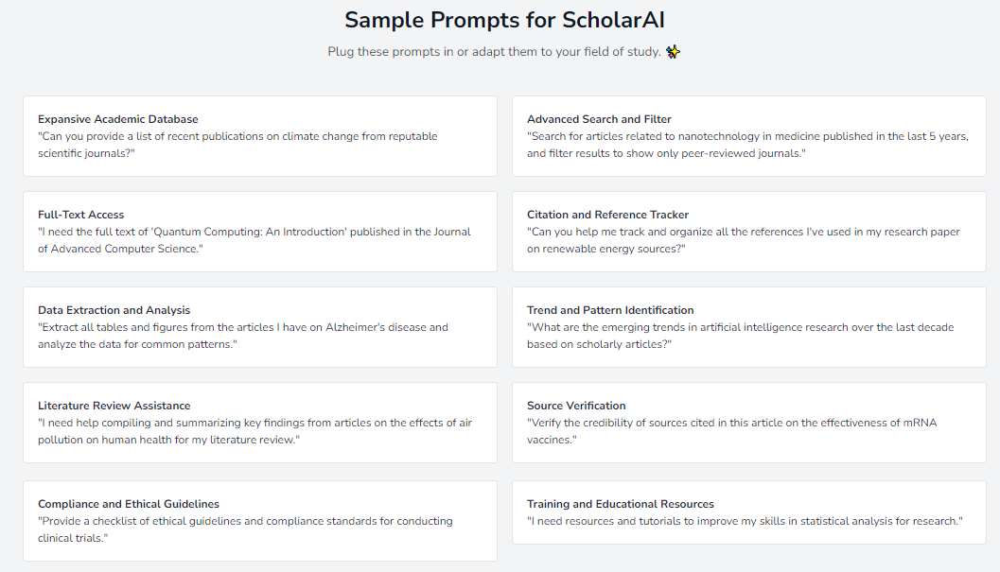 Sample Prompts for ScholarAI
Plug these prompts in or adapt them to your field of study. ✨
Expansive Academic Database
"Can you provide a list of recent publications on climate change from reputable
scientific journals?"
Advanced Search and Filter
"Search for articles related to nanotechnology in medicine published in the last 5 years,
and filter results to show only peer-reviewed journals."
Full-Text Access
"I need the full text of 'Quantum Computing: An Introduction' published in the Journal
of Advanced Computer Science."
Citation and Reference Tracker
"Can you help me track and organize all the references I've used in my research paper
on renewable energy sources?"
Data Extraction and Analysis
"Extract all tables and figures from the articles I have on Alzheimer's disease and
analyze the data for common patterns."
Trend and Pattern Identification
"What are the emerging trends in artificial intelligence research over the last decade
based on scholarly articles?"
Literature Review Assistance
"I need help compiling and summarizing key findings from articles on the effects of air
pollution on human health for my literature review."
Source Verification
"Verify the credibility of sources cited in this article on the effectiveness of mRNA
vaccines."
Compliance and Ethical Guidelines
"Provide a checklist of ethical guidelines and compliance standards for conducting
clinical trials."
Training and Educational Resources
"I need resources and tutorials to improve my skills in statistical analysis for research."